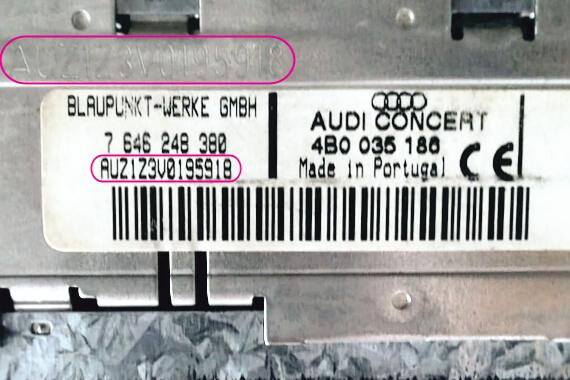 AUZ1Z3V0195918
BLAUPUNKT-WERKE GMBH
7 646 248 380
AUZ1Z3V0195918
AUDI CONCERT
4B0 035 186
Made in Portugal CE